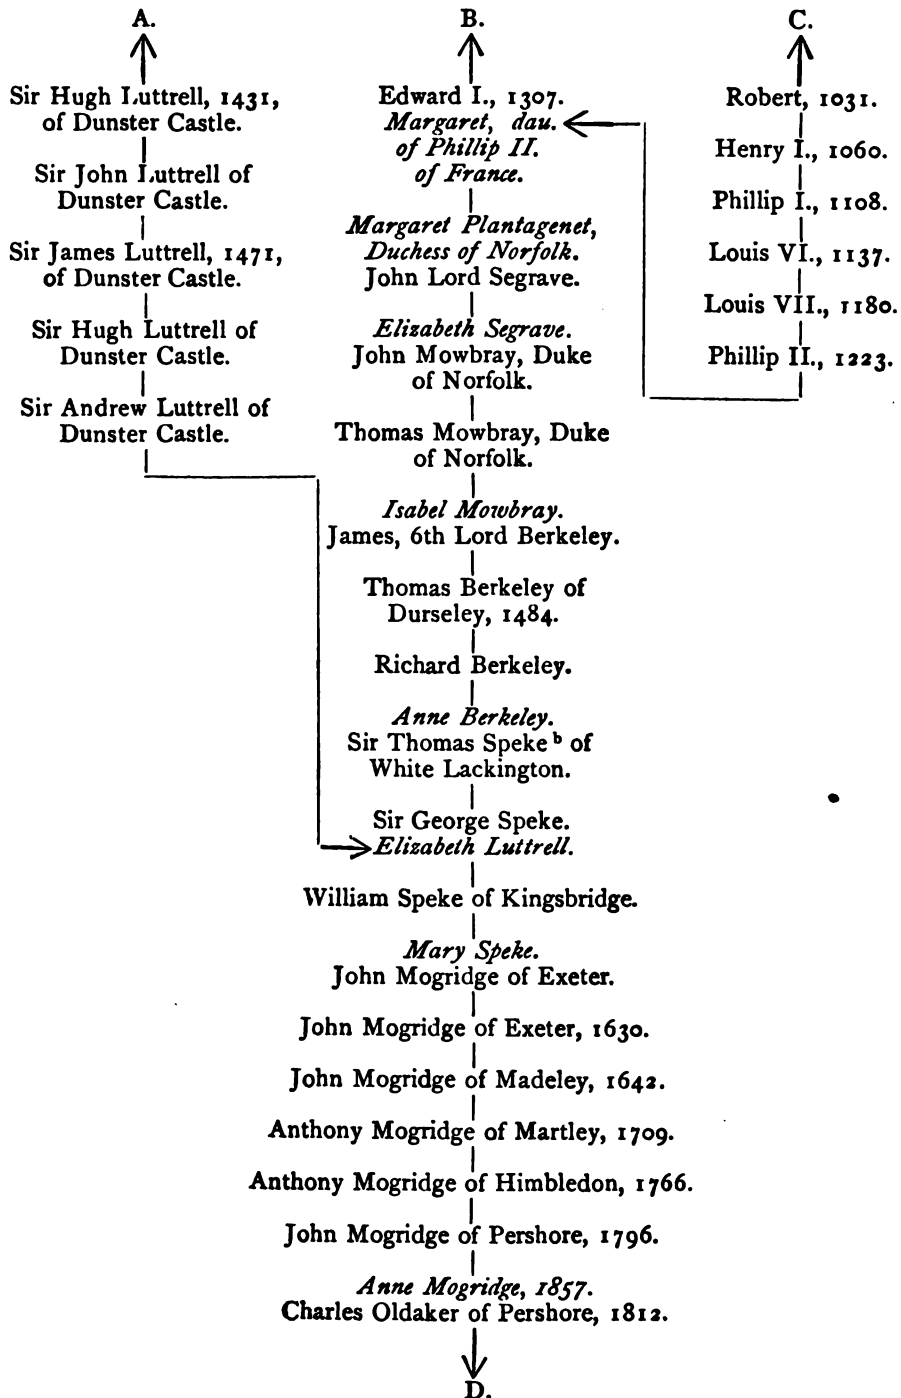 A.
Sir Hugh Luttrell, 1431,
of Dunster Castle.
Sir John Luttrell of
Dunster Castle.
Sir James Luttrell, 1471,
of Dunster Castle.
Sir Hugh Luttrell of
Dunster Castle.
Sir Andrew Luttrell of
Dunster Castle.
B.
Edward I., 1307.
Margaret, dau.
of Phillip II.
of France.
Margaret Plantagenet,
Duchess of Norfolk.
John Lord Segrave.
Elizabeth Segrave.
John Mowbray, Duke
of Norfolk.
Thomas Mowbray, Duke
of Norfolk.
Isabel Mowbray.
James, 6th Lord Berkeley.
Thomas Berkeley of
Durseley, 1484.
Richard Berkeley.
Anne Berkeley.
Sir Thomas Speke b of
White Lackington.
Sir George Speke.
Elizabeth Luttrell.
William Speke of Kingsbridge.
Mary Speke.
John Mogridge of Exeter.
John Mogridge of Exeter, 1630.
John Mogridge of Madeley, 1642.
Anthony Mogridge of Martley, 1709.
Anthony Mogridge of Himbledon, 1766.
John Mogridge of Pershore, 1796.
Anne Mogridge, 1857.
Charles Oldaker of Pershore, 1812.
D.
C.
Robert, 1031.
Henry I., 1060.
Phillip I., 1108.
Louis VI., 1137.
Louis VII., 1180.
Phillip II., 1223.